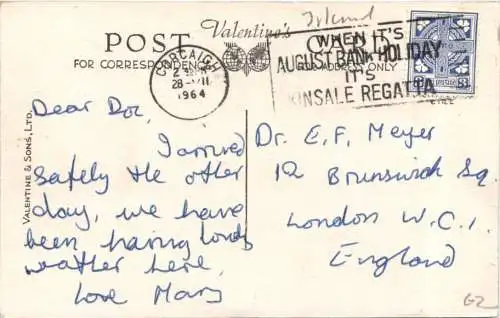 Ireland
Valentine's
POST CARD
FOR CORRESPONDENCE
FOR ADDRESS ONLY
CORCAIGH
28
1964
WHEN IT'S
AUGUST BANK HOLIDAY
IT'S
KINSALE REGATTA
EIRE
VALENTINE & SONS, LTD.
Dear Doc,
I arrived
safely the other
day, we have
been having lovely
weather here.
Love Mary
Dr. E. F. Meyer
12 Brunswick Sq.
London W.C.1.
England